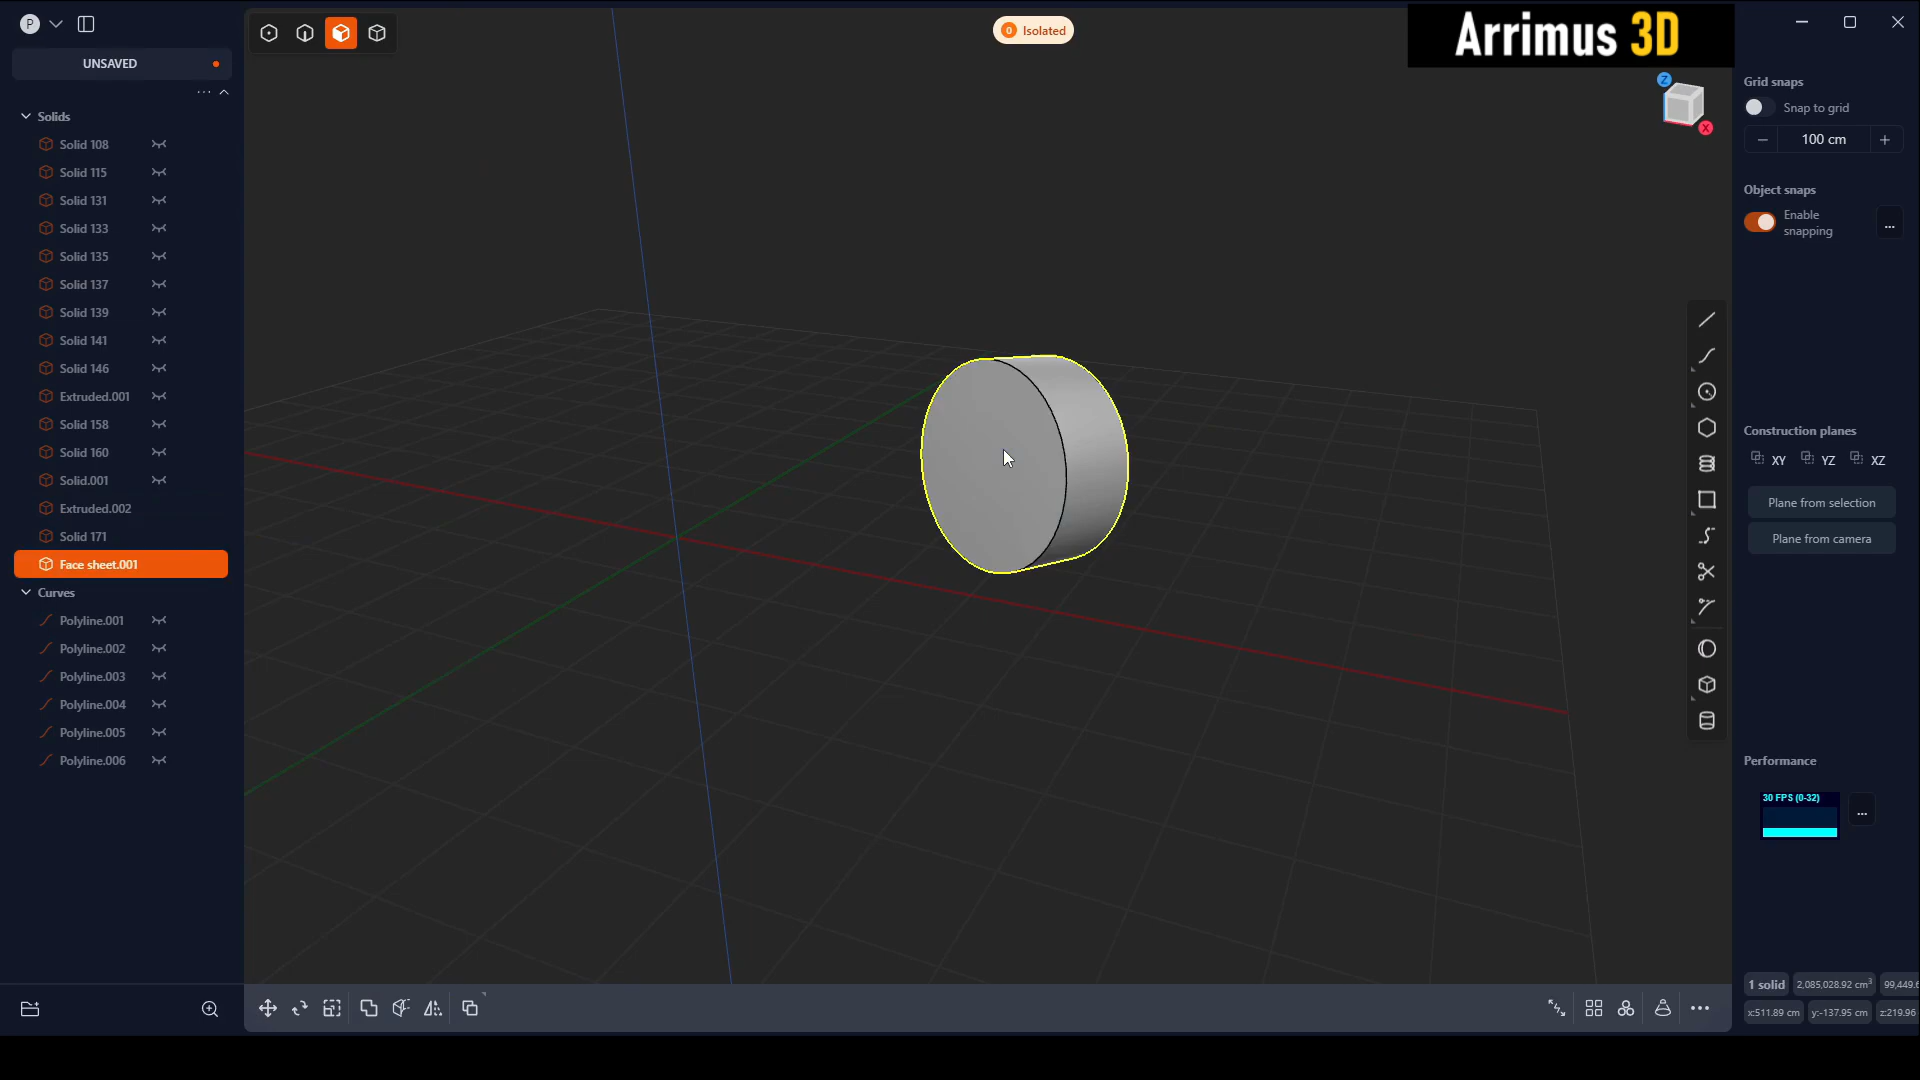 P
UNSAVED
...
Solids
Solid 108
Solid 115
Solid 131
Solid 133
Solid 135
Solid 137
Solid 139
Solid 141
Solid 146
Extruded.001
Solid 158
Solid 160
Solid.001
Extruded.002
Solid 171
Face sheet.001
Curves
Polyline.001
Polyline.002
Polyline.003
Polyline.004
Polyline.005
Polyline.006
0 Isolated
Arrimus 3D
Z
X
Grid snaps
Snap to grid
− 100 cm +
Object snaps
Enable
snapping
...
Construction planes
XY YZ XZ
Plane from selection
Plane from camera
Performance
30 FPS (0-32)
...
1 solid 2,085,028.92 cm³ 99,449.6
x:511.89 cm y:-137.95 cm z:219.96